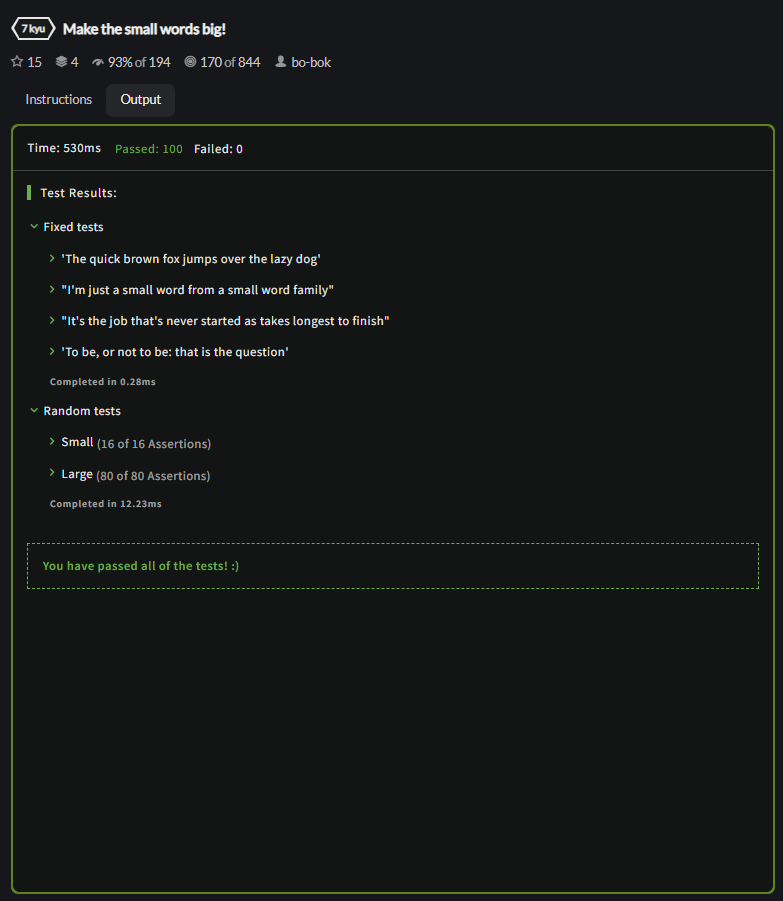 7 kyu Make the small words big!
15 4 93% of 194 170 of 844 bo-bok
Instructions Output
Time: 530ms Passed: 100 Failed: 0
Test Results:
Fixed tests
'The quick brown fox jumps over the lazy dog'
"I'm just a small word from a small word family"
"It's the job that's never started as takes longest to finish"
'To be, or not to be: that is the question'
Completed in 0.28ms
Random tests
Small (16 of 16 Assertions)
Large (80 of 80 Assertions)
Completed in 12.23ms
You have passed all of the tests! :)